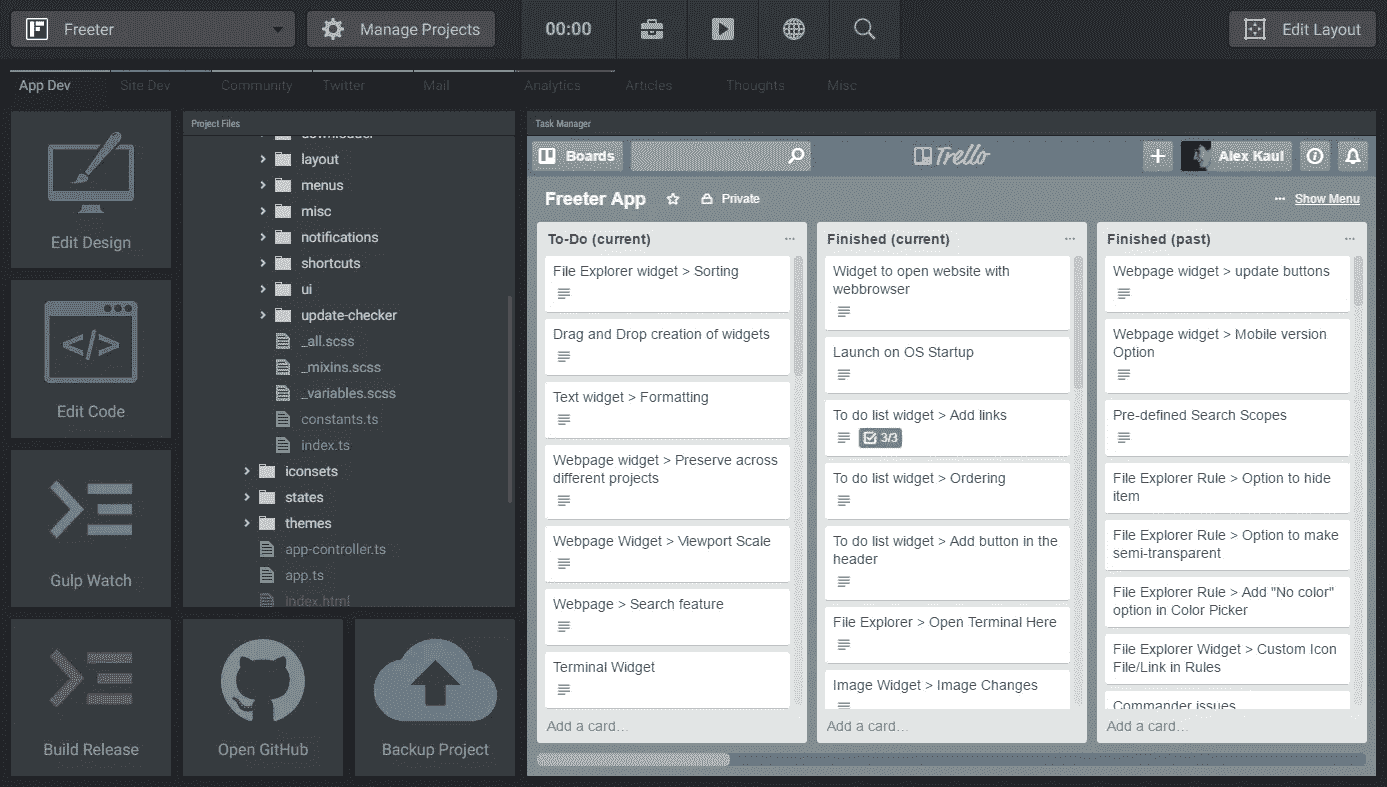 Freeter
Manage Projects
00:00
Edit Layout
App Dev
Site Dev
Community
Twitter
Mail
Analytics
Articles
Thoughts
Misc
Edit Design
Edit Code
Gulp Watch
Build Release
Open GitHub
Backup Project
Project Files
downloader
layout
menus
misc
notifications
shortcuts
ui
update-checker
_all.scss
_mixins.scss
_variables.scss
constants.ts
index.ts
iconsets
states
themes
app-controller.ts
app.ts
index.html
Task Manager
Boards
Trello
Alex Kaul
Freeter App
Private
... Show Menu
To-Do (current)
...
File Explorer widget > Sorting
Drag and Drop creation of widgets
Text widget > Formatting
Webpage widget > Preserve across
different projects
Webpage Widget > Viewport Scale
Webpage > Search feature
Terminal Widget
Add a card...
Finished (current)
...
Widget to open website with
webbrowser
Launch on OS Startup
To do list widget > Add links
3/3
To do list widget > Ordering
To do list widget > Add button in the
header
File Explorer > Open Terminal Here
Image Widget > Image Changes
Add a card...
Finished (past)
...
Webpage widget > update buttons
Webpage widget > Mobile version
Option
Pre-defined Search Scopes
File Explorer Rule > Option to hide
item
File Explorer Rule > Option to make
semi-transparent
File Explorer Rule > Add "No color"
option in Color Picker
File Explorer Widget > Custom Icon
File/Link in Rules
Commander issues
Add a card...